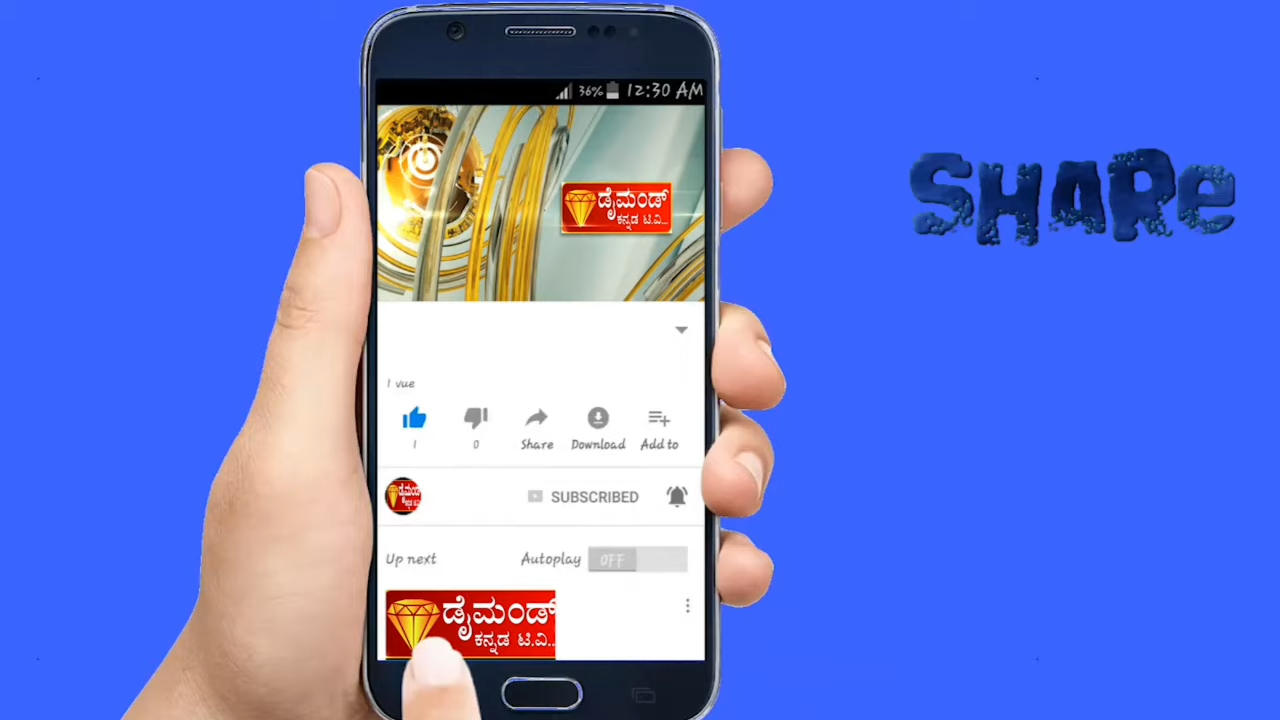 36% 12:30 AM
SHARe
ಡೈಮಂಡ್
ಕನ್ನಡ ಟಿ.ವಿ...
1 vue
1 0 Share Download Add to
SUBSCRIBED
Up next Autoplay OFF
ಡೈಮಂಡ್
ಕನ್ನಡ ಟಿ.ವಿ..